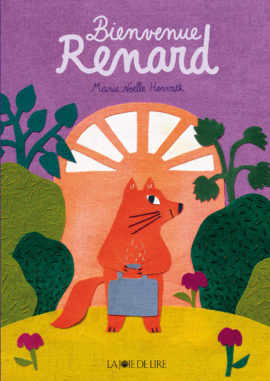 Bienvenue
Renard
Marie-Noëlle Horvath
LA JOIE DE LIRE